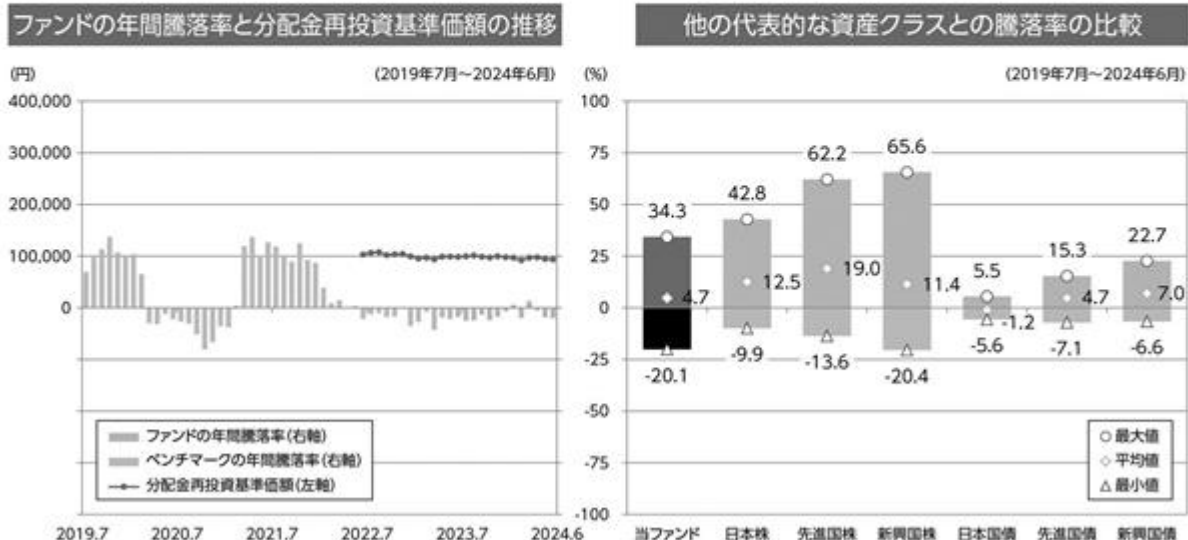 ファンドの年間騰落率と分配金再投資基準価額の推移
(円)
(2019年7月～2024年6月)
(%)
400,000
300,000
200,000
100,000
0
ファンドの年間騰落率(右軸)
ベンチマークの年間騰落率(右軸)
分配金再投資基準価額(左軸)
2019.7
2020.7
2021.7
2022.7
2023.7
2024.6
他の代表的な資産クラスとの騰落率の比較
(2019年7月～2024年6月)
100
75
50
25
0
-25
-50
-75
-100
34.3
42.8
62.2
65.6
5.5
15.3
22.7
4.7
12.5
19.0
11.4
-1.2
4.7
7.0
-20.1
-9.9
-13.6
-20.4
-5.6
-7.1
-6.6
最大値
平均値
最小値
当ファンド
日本株
先進国株
新興国株
日本国債
先進国債
新興国債